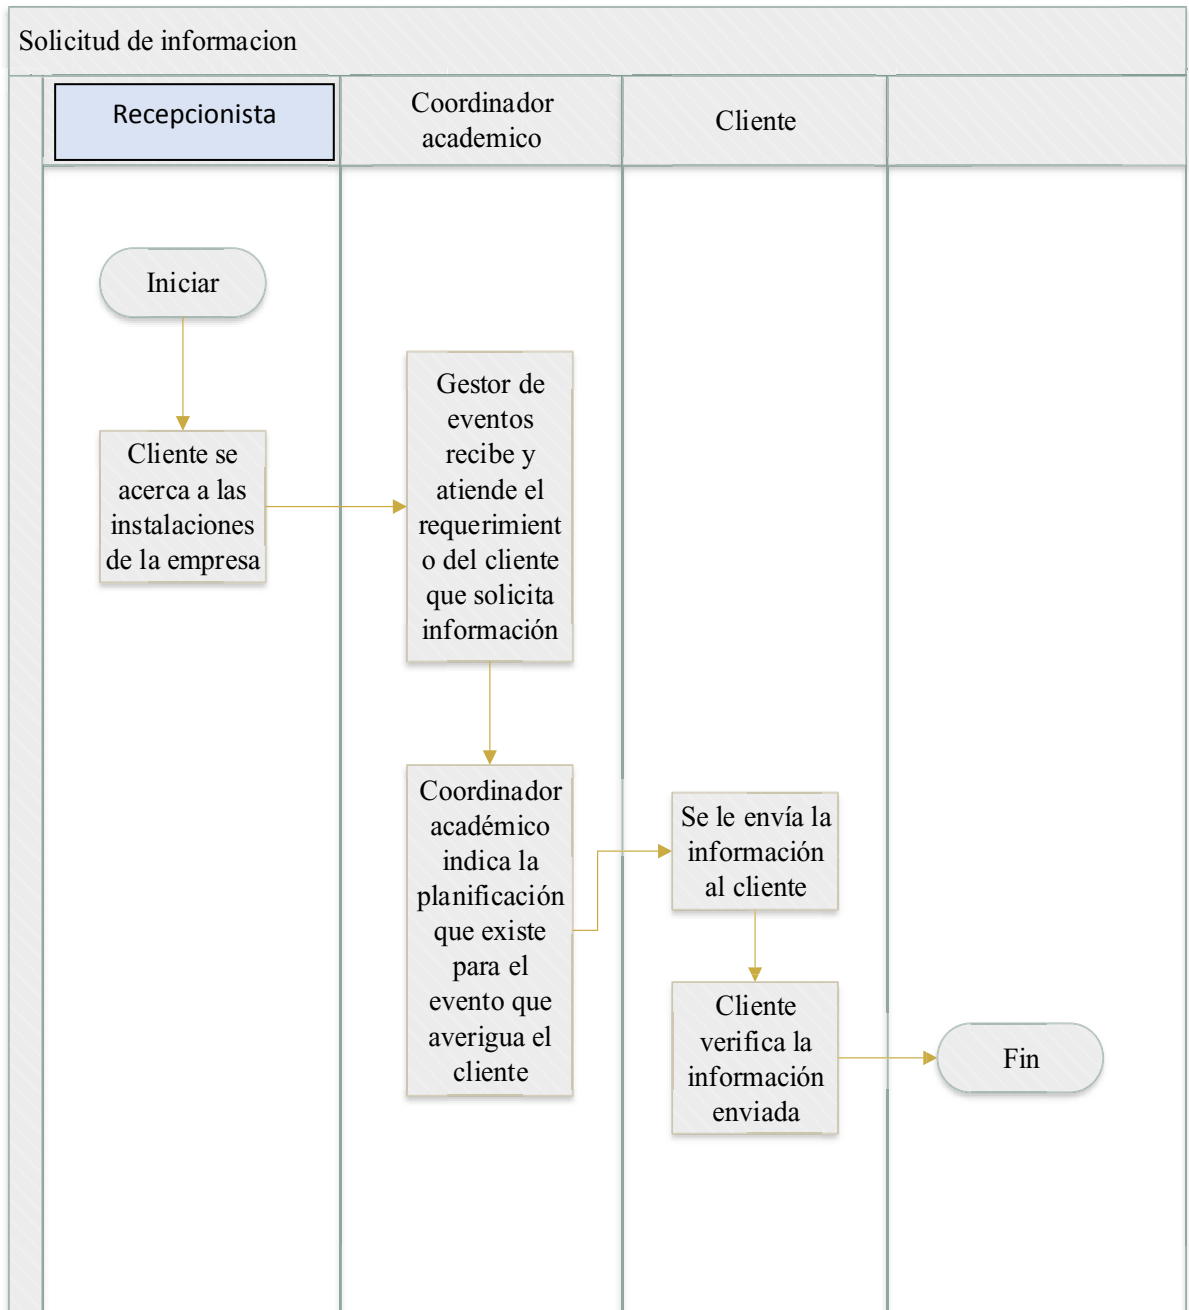 Solicitud de informacion
Recepcionista
Coordinador
academico
Cliente
Iniciar
Cliente se
acerca a las
instalaciones
de la empresa
Gestor de
eventos
recibe y
atiende el
requerimient
o del cliente
que solicita
información
Coordinador
académico
indica la
planificación
que existe
para el
evento que
averigua el
cliente
Se le envía la
información
al cliente
Cliente
verifica la
información
enviada
Fin